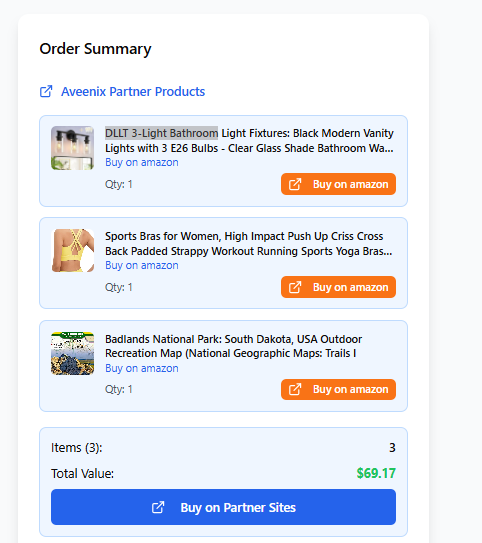 Order Summary
Aveenix Partner Products
DLLT 3-Light Bathroom Light Fixtures: Black Modern Vanity
Lights with 3 E26 Bulbs - Clear Glass Shade Bathroom Wa...
Buy on amazon
Qty: 1
Buy on amazon
Sports Bras for Women, High Impact Push Up Criss Cross
Back Padded Strappy Workout Running Sports Yoga Bras...
Buy on amazon
Qty: 1
Buy on amazon
Badlands National Park: South Dakota, USA Outdoor
Recreation Map (National Geographic Maps: Trails I
Buy on amazon
Qty: 1
Buy on amazon
Items (3):
3
Total Value:
$69.17
Buy on Partner Sites